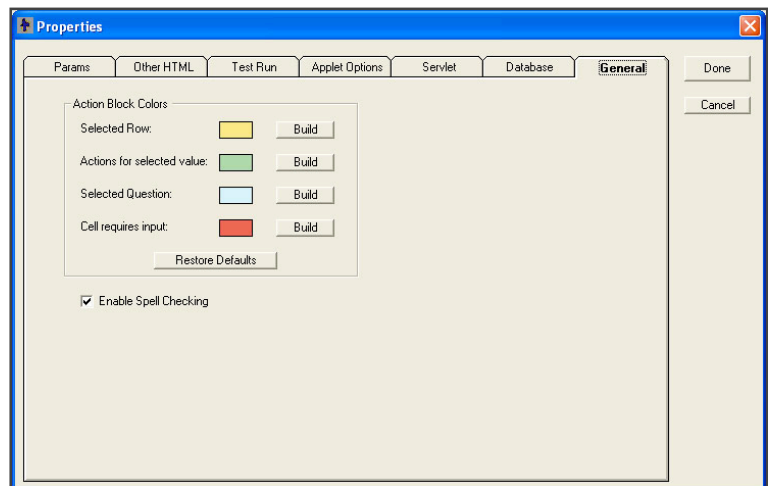 Properties
Params Other HTML Test Run Applet Options Servlet Database General
Done
Cancel
Action Block Colors
Selected Row: Build
Actions for selected value: Build
Selected Question: Build
Cell requires input: Build
Restore Defaults
Enable Spell Checking